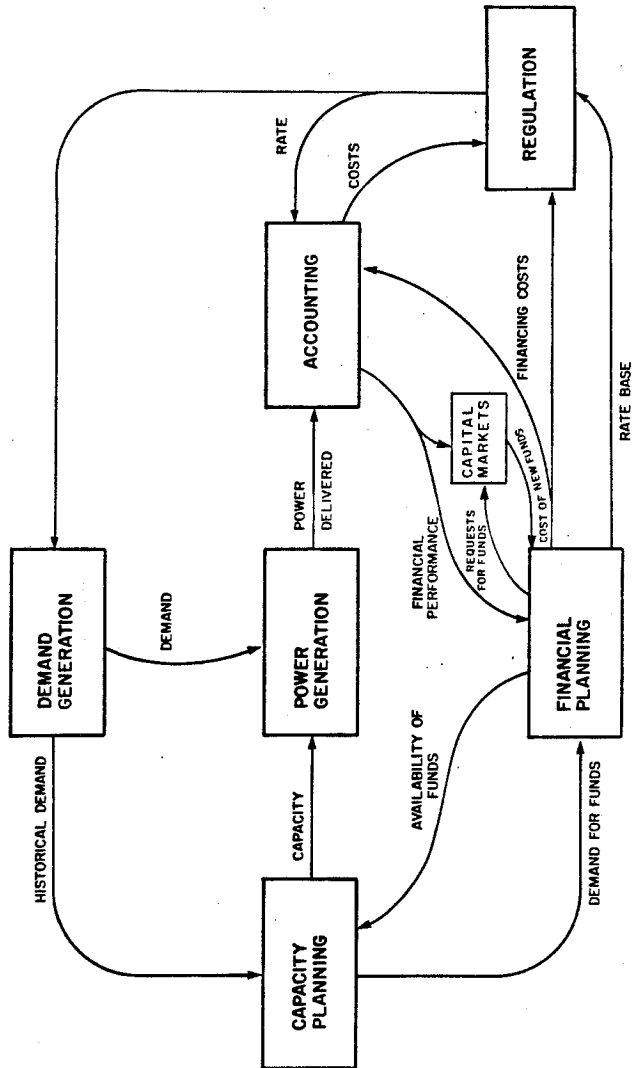 DEMAND
GENERATION
HISTORICAL DEMAND
DEMAND
RATE
CAPACITY
PLANNING
CAPACITY
POWER
GENERATION
POWER
DELIVERED
ACCOUNTING
COSTS
REGULATION
AVAILABILITY OF
FUNDS
FINANCIAL
PERFORMANCE
REQUESTS
FOR FUNDS
CAPITAL
MARKETS
COST OF NEW FUNDS
FINANCING COSTS
DEMAND FOR FUNDS
FINANCIAL
PLANNING
RATE BASE